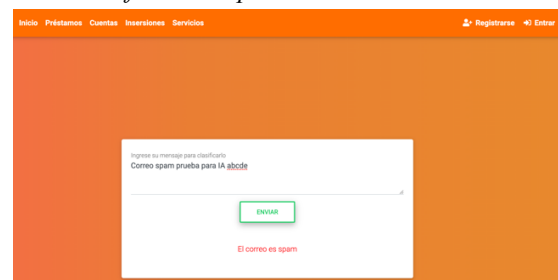 Inicio Préstamos Cuentas Insersiones Servicios Registrarse Entrar
Ingrese su mensaje para clasificarlo
Correo spam prueba para IA abcde
ENVIAR
El correo es spam